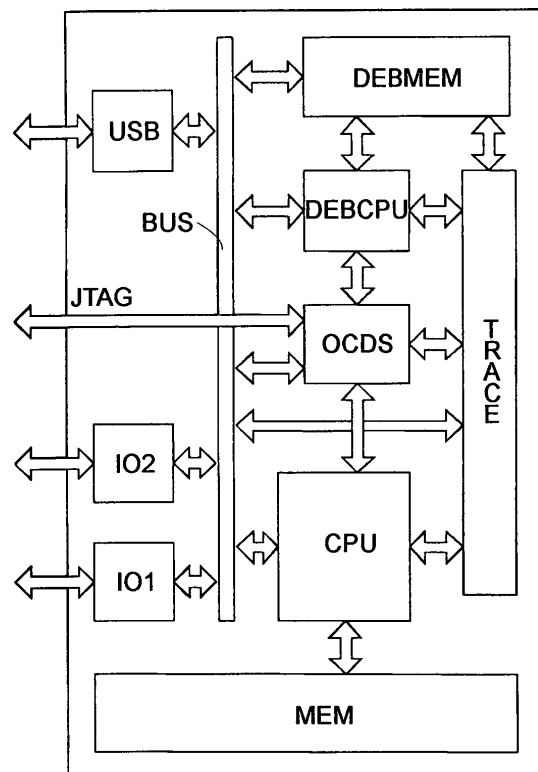 DEBMEM
USB
DEBCPU
BUS
JTAG
OCDS
TRACE
IO2
CPU
IO1
MEM